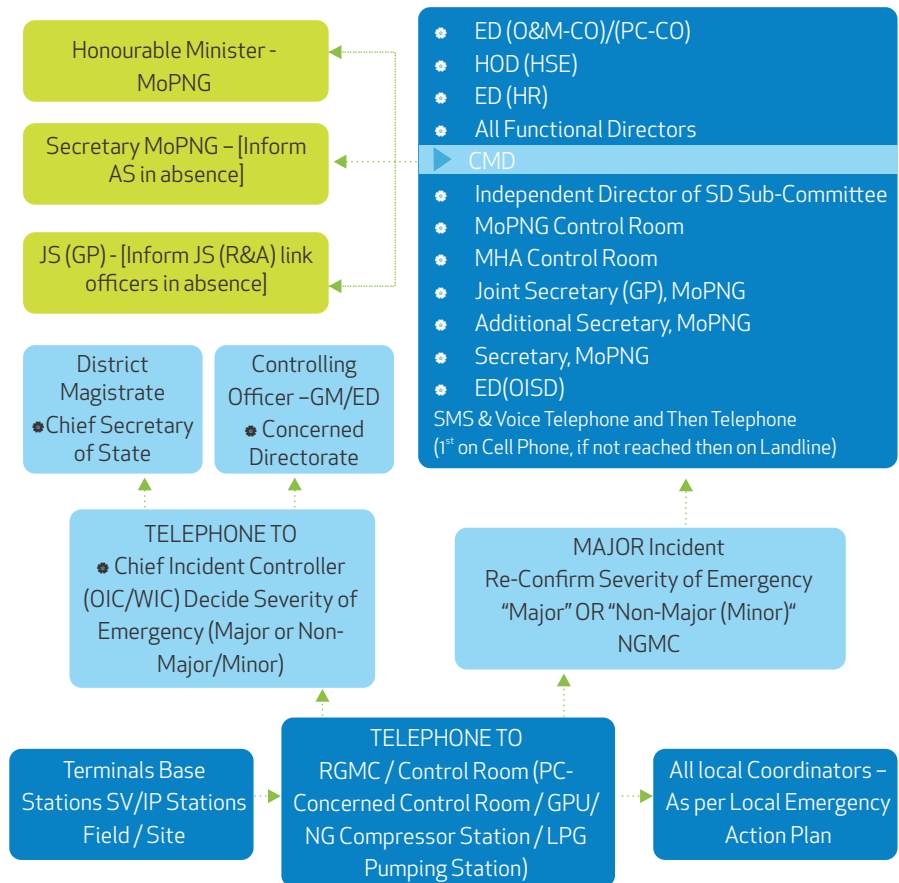 Honourable Minister -
MoPNG
Secretary MoPNG – [Inform
AS in absence]
JS (GP) - [Inform JS (R&A) link
officers in absence]
ED (O&M-CO)/(PC-CO)
HOD (HSE)
ED (HR)
All Functional Directors
CMD
Independent Director of SD Sub-Committee
MoPNG Control Room
MHA Control Room
Joint Secretary (GP), MoPNG
Additional Secretary, MoPNG
Secretary, MoPNG
ED(OISD)
SMS & Voice Telephone and Then Telephone
(1st on Cell Phone, if not reached then on Landline)
District
Magistrate
Chief Secretary
of State
Controlling
Officer –GM/ED
Concerned
Directorate
TELEPHONE TO
Chief Incident Controller
(OIC/WIC) Decide Severity of
Emergency (Major or Non-
Major/Minor)
MAJOR Incident
Re-Confirm Severity of Emergency
“Major” OR “Non-Major (Minor)“
NGMC
Terminals Base
Stations SV/IP Stations
Field / Site
TELEPHONE TO
RGMC / Control Room (PC-
Concerned Control Room / GPU/
NG Compressor Station / LPG
Pumping Station)
All local Coordinators –
As per Local Emergency
Action Plan